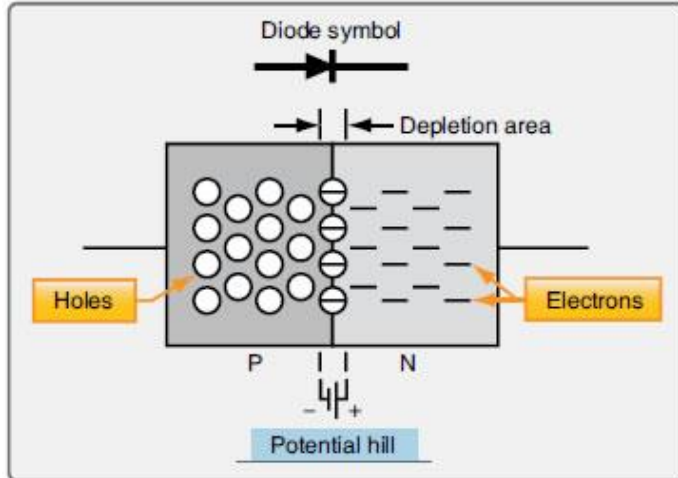 Diode symbol
Depletion area
Holes
Electrons
P
N
– +
Potential hill